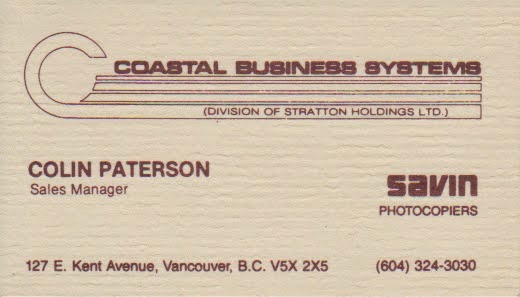 COASTAL BUSINESS SYSTEMS
(DIVISION OF STRATTON HOLDINGS LTD.)
COLIN PATERSON
Sales Manager
savin
PHOTOCOPIERS
127 E. Kent Avenue, Vancouver, B.C. V5X 2X5 (604) 324-3030